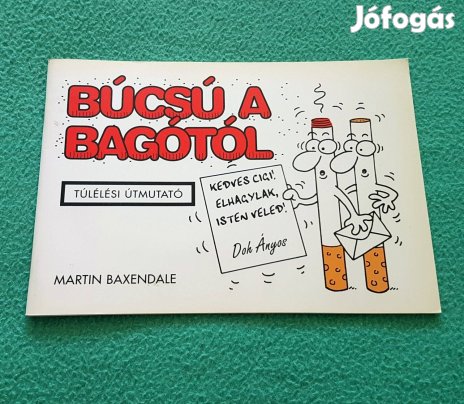 Jófogás
BÚCSÚ A
BAGÓTÓL
TÚLÉLÉSI ÚTMUTATÓ
KEDVES CIGI!
ELHAGYLAK,
ISTEN VELED!
Doh Ányos
MARTIN BAXENDALE